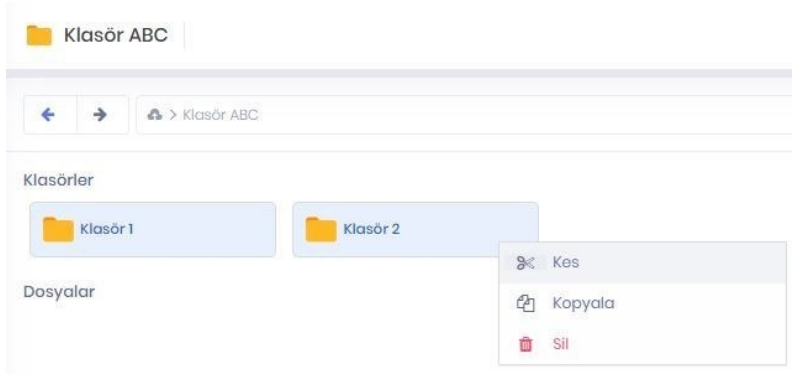 Klasör ABC
> Klasör ABC
Klasörler
Klasör 1
Klasör 2
Kes
Kopyala
Sil
Dosyalar